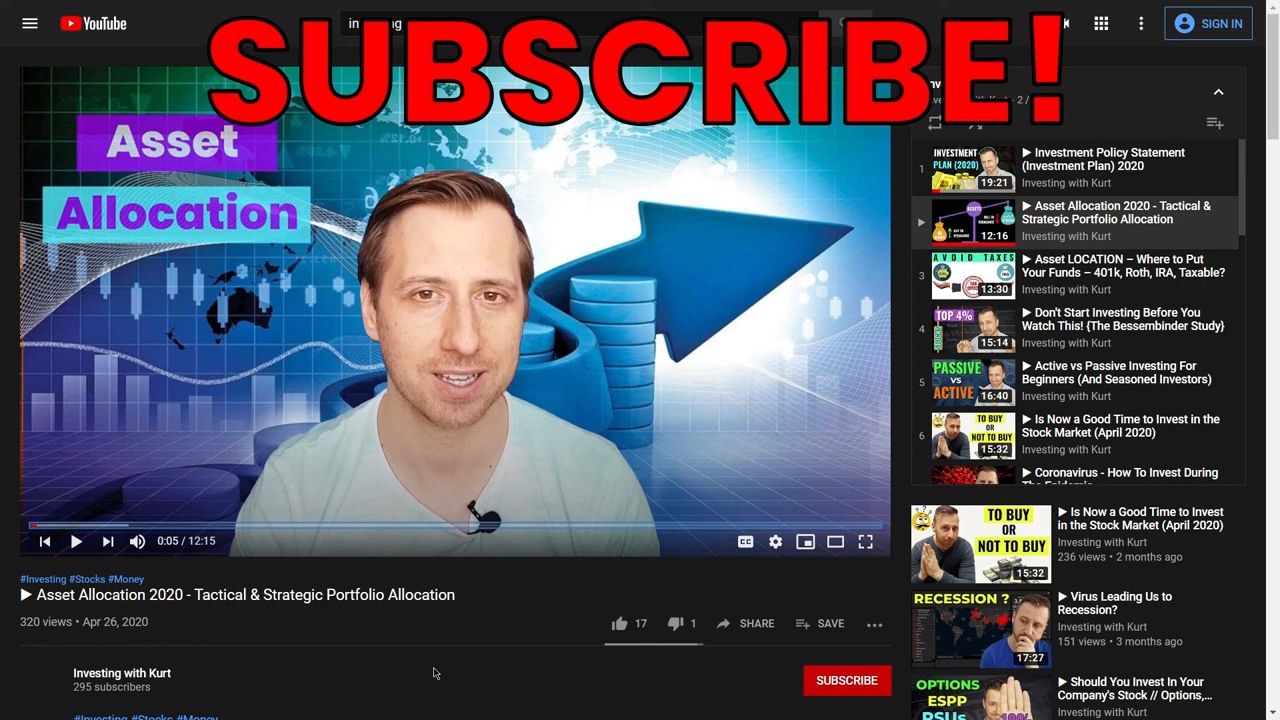 YouTube
SUBSCRIBE!
SIGN IN
Asset
Allocation
0:05 / 12:15
CC
#Investing #Stocks #Money
▶ Asset Allocation 2020 - Tactical & Strategic Portfolio Allocation
320 views • Apr 26, 2020
17
1
SHARE
SAVE
Investing with Kurt
295 subscribers
SUBSCRIBE
#Investing #Stocks #Money
1
INVESTMENT
PLAN (2020)
19:21
▶ Investment Policy Statement
(Investment Plan) 2020
Investing with Kurt
ASSETS
12:16
▶ Asset Allocation 2020 - Tactical &
Strategic Portfolio Allocation
Investing with Kurt
3
AVOID TAXES
13:30
▶ Asset LOCATION – Where to Put
Your Funds – 401k, Roth, IRA, Taxable?
Investing with Kurt
4
TOP 4%
STOCKS
15:14
▶ Don't Start Investing Before You
Watch This! {The Bessembinder Study}
Investing with Kurt
5
PASSIVE
VS
ACTIVE
16:40
▶ Active vs Passive Investing For
Beginners (And Seasoned Investors)
Investing with Kurt
6
TO BUY
OR
NOT TO BUY
15:32
▶ Is Now a Good Time to Invest in the
Stock Market (April 2020)
Investing with Kurt
▶ Coronavirus - How To Invest During
TO BUY
OR
NOT TO BUY
15:32
▶ Is Now a Good Time to Invest
in the Stock Market (April 2020)
Investing with Kurt
236 views • 2 months ago
RECESSION ?
17:27
▶ Virus Leading Us to
Recession?
Investing with Kurt
151 views • 3 months ago
OPTIONS
ESPP
PSUs
▶ Should You Invest In Your
Company's Stock // Options,...
Investing with Kurt